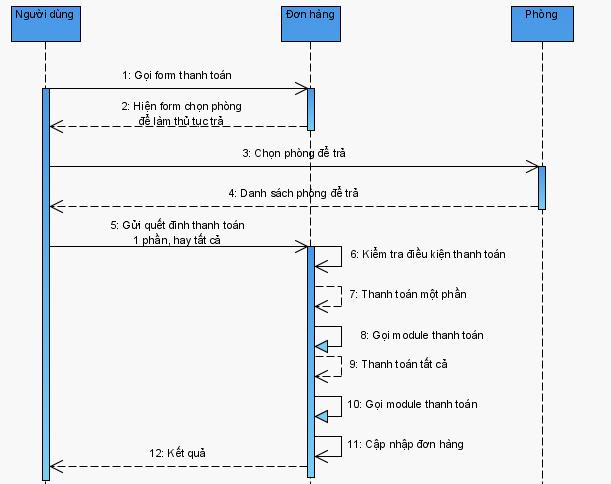 Người dùng
Đơn hàng
Phòng
1: Gọi form thanh toán
2: Hiện form chọn phòng
để làm thủ tục trả
3: Chọn phòng để trả
4: Danh sách phòng để trả
5: Gửi quết đinh thanh toán
1 phần, hay tất cả
6: Kiểm tra điều kiện thanh toán
7: Thanh toán một phần
8: Gọi module thanh toán
9: Thanh toán tất cả
10: Gọi module thanh toán
11: Cập nhập đơn hàng
12: Kết quả